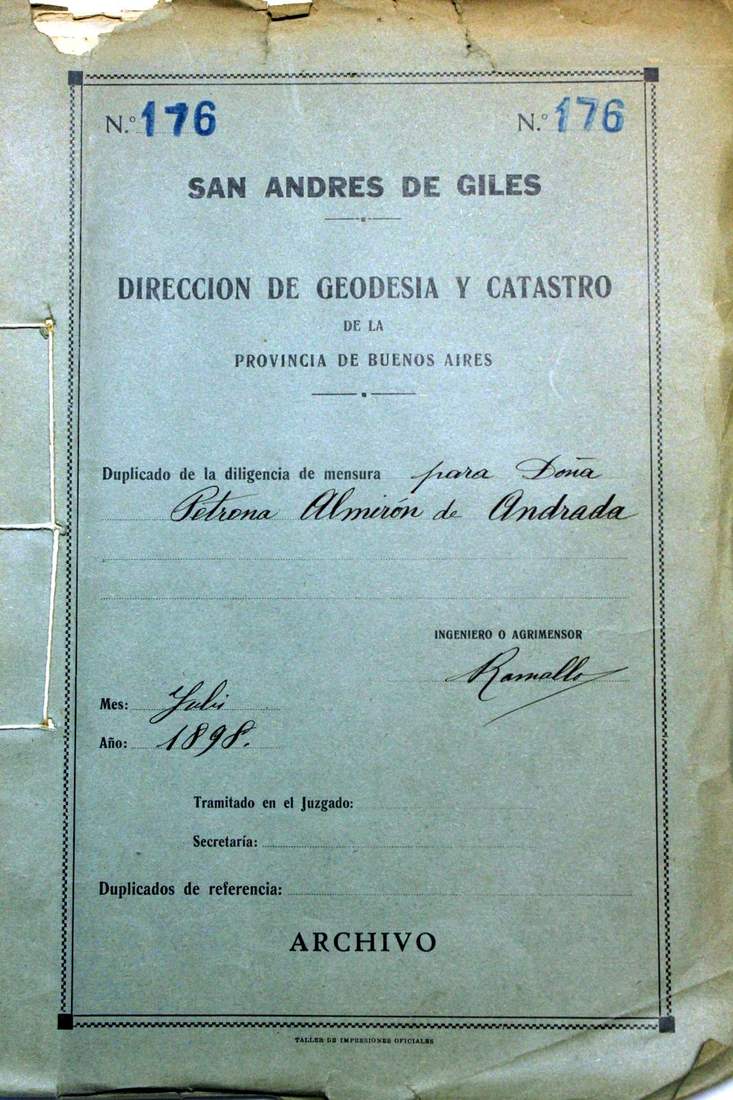 N.º 176 N.º 176
SAN ANDRES DE GILES
DIRECCION DE GEODESIA Y CATASTRO
DE LA
PROVINCIA DE BUENOS AIRES
Duplicado de la diligencia de mensura para Doña
Petrona Almirón de Andrada
INGENIERO O AGRIMENSOR
Ramallo
Mes: Julio
Año: 1898.
Tramitado en el Juzgado:
Secretaría:
Duplicados de referencia:
ARCHIVO
TALLER DE IMPRESIONES OFICIALES